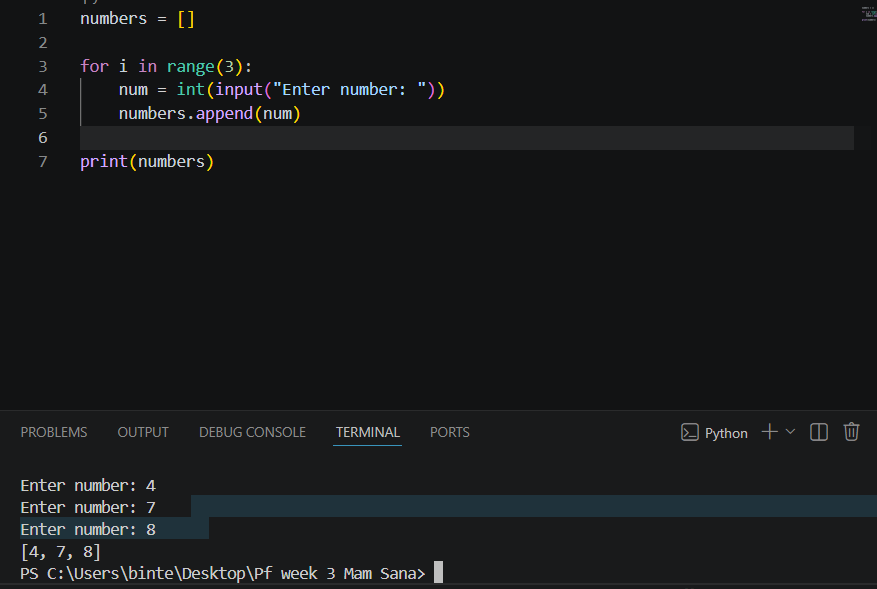 1 numbers = []
2
3 for i in range(3):
4     num = int(input("Enter number: "))
5     numbers.append(num)
6
7 print(numbers)
PROBLEMS OUTPUT DEBUG CONSOLE TERMINAL PORTS Python
Enter number: 4
Enter number: 7
Enter number: 8
[4, 7, 8]
PS C:\Users\binte\Desktop\Pf week 3 Mam Sana>